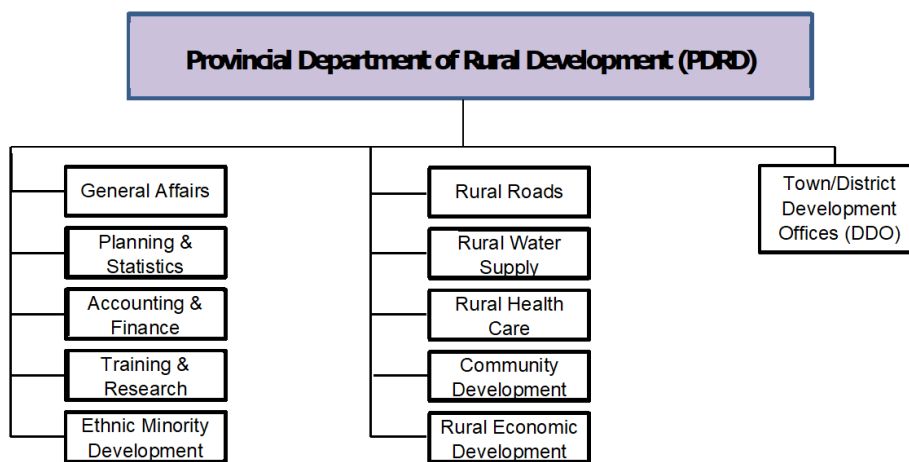 Provincial Department of Rural Development (PDRD)
General Affairs
Planning &
Statistics
Accounting &
Finance
Training &
Research
Ethnic Minority
Development
Rural Roads
Rural Water
Supply
Rural Health
Care
Community
Development
Rural Economic
Development
Town/District
Development
Offices (DDO)